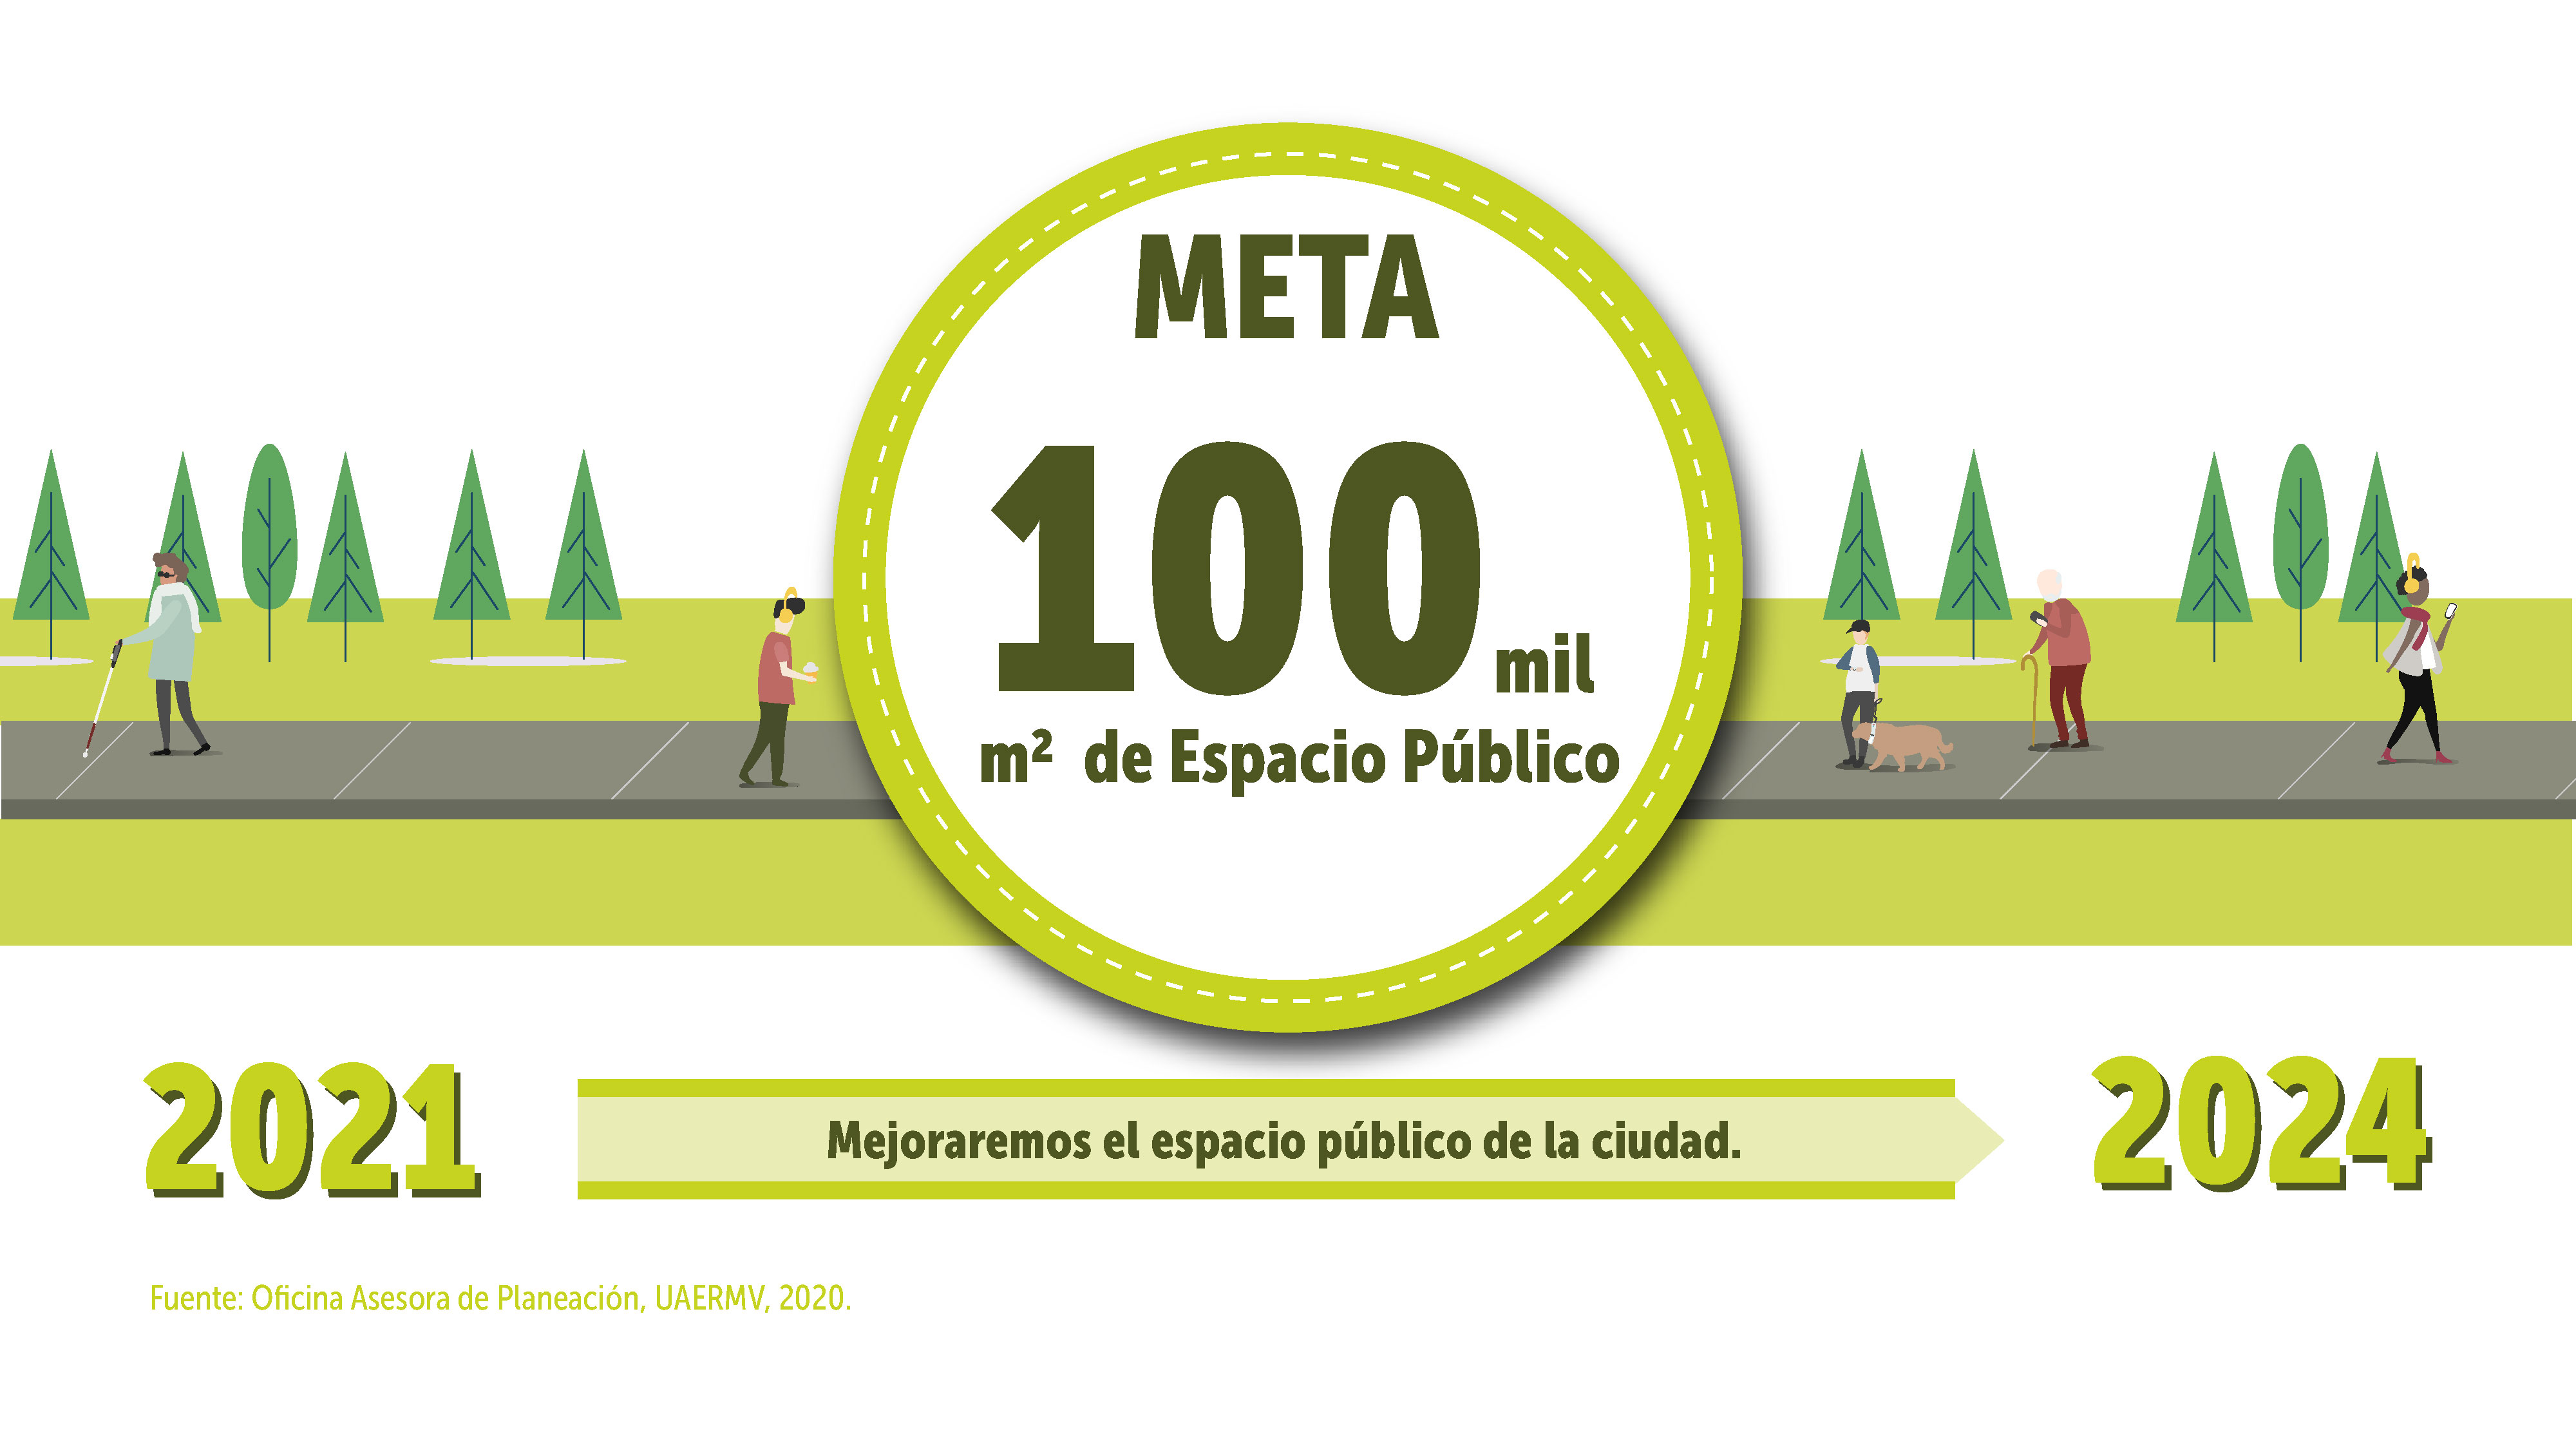 META
100 mil
m² de Espacio Público
2021
Mejoraremos el espacio público de la ciudad.
2024
Fuente: Oficina Asesora de Planeación, UAERMV, 2020.